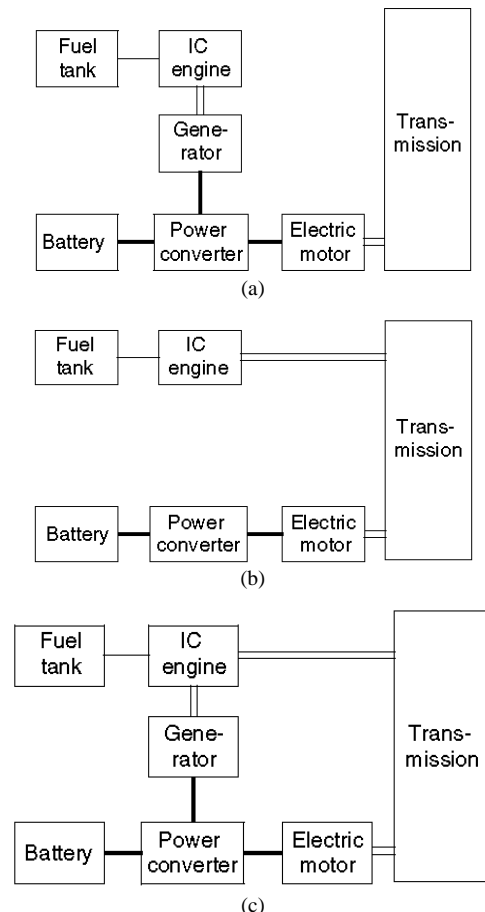 Fuel
tank
IC
engine
Gene-
rator
Trans-
mission
Battery
Power
converter
Electric
motor
(a)
Fuel
tank
IC
engine
Trans-
mission
Battery
Power
converter
Electric
motor
(b)
Fuel
tank
IC
engine
Gene-
rator
Trans-
mission
Battery
Power
converter
Electric
motor
(c)